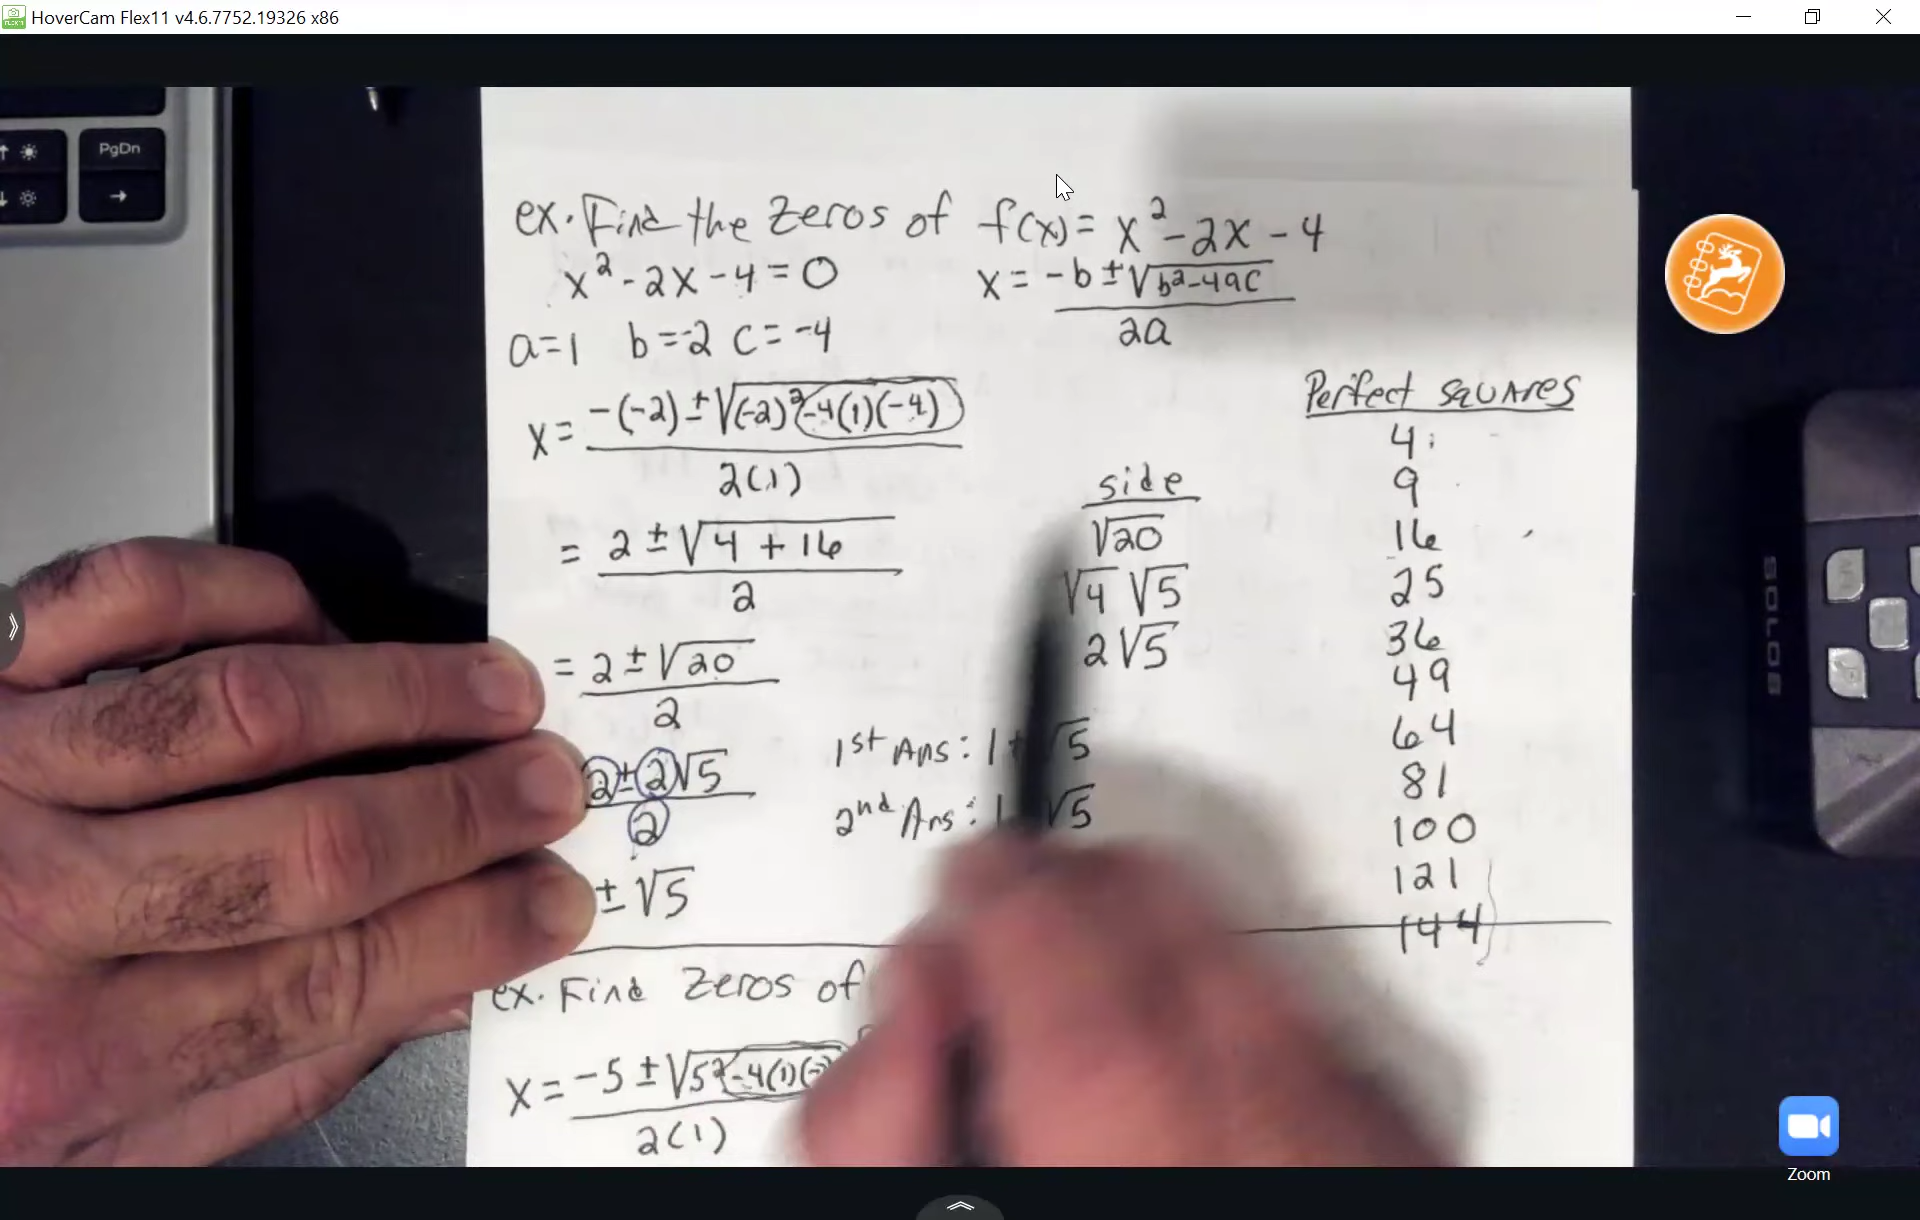 HoverCam Flex11 v4.6.7752.19326 x86
PgDn
ex. Find the Zeros of f(x) = x² - 2x - 4
x² - 2x - 4 = 0
x = -b ± √b² - 4ac / 2a
a = 1 b = -2 c = -4
x = -(-2) ± √(-2)² - 4(1)(-4) / 2(1)
= 2 ± √4 + 16 / 2
= 2 ± √20 / 2
2 ± 2√5 / 2
± √5
side
√20
√4 √5
2√5
1st Ans: 1 + √5
2nd Ans: 1 √5
Perfect squares
4
9
16
25
36
49
64
81
100
121
144
ex. Find Zeros of
x = -5 ± √5² - 4(1)(- / 2(1)
SOLO8
Zoom